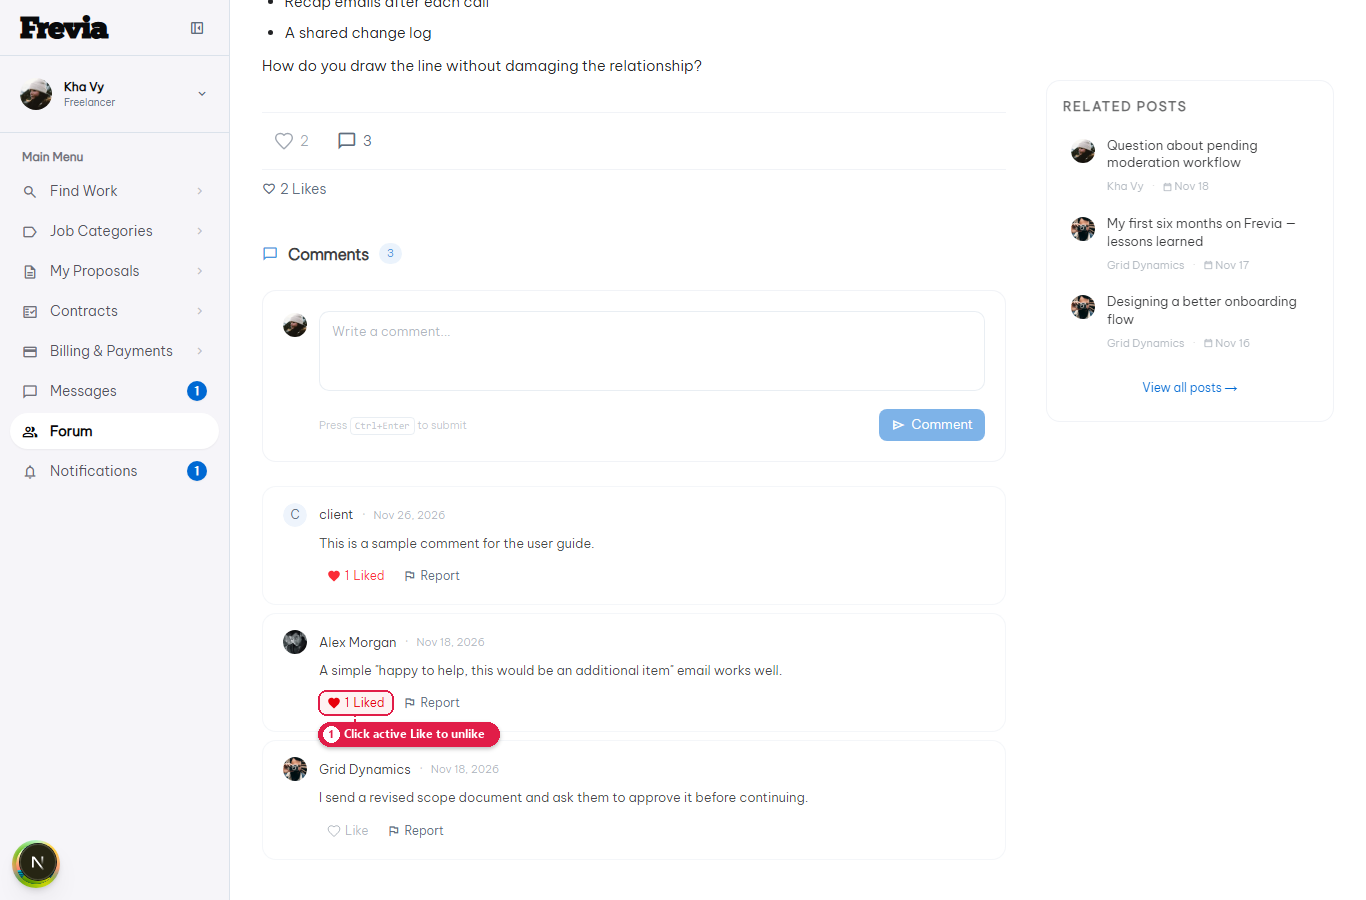 Frevia
Kha Vy
Freelancer
Main Menu
Find Work
Job Categories
My Proposals
Contracts
Billing & Payments
Messages
1
Forum
Notifications
1
N
Recap emails after each call
A shared change log
How do you draw the line without damaging the relationship?
2
3
2 Likes
Comments
3
Write a comment...
Press Ctrl+Enter to submit
Comment
C
client · Nov 26, 2026
This is a sample comment for the user guide.
1 Liked
Report
Alex Morgan · Nov 18, 2026
A simple "happy to help, this would be an additional item" email works well.
1 Liked
Report
1 Click active Like to unlike
Grid Dynamics · Nov 18, 2026
I send a revised scope document and ask them to approve it before continuing.
Like
Report
RELATED POSTS
Question about pending
moderation workflow
Kha Vy · Nov 18
My first six months on Frevia —
lessons learned
Grid Dynamics · Nov 17
Designing a better onboarding
flow
Grid Dynamics · Nov 16
View all posts →